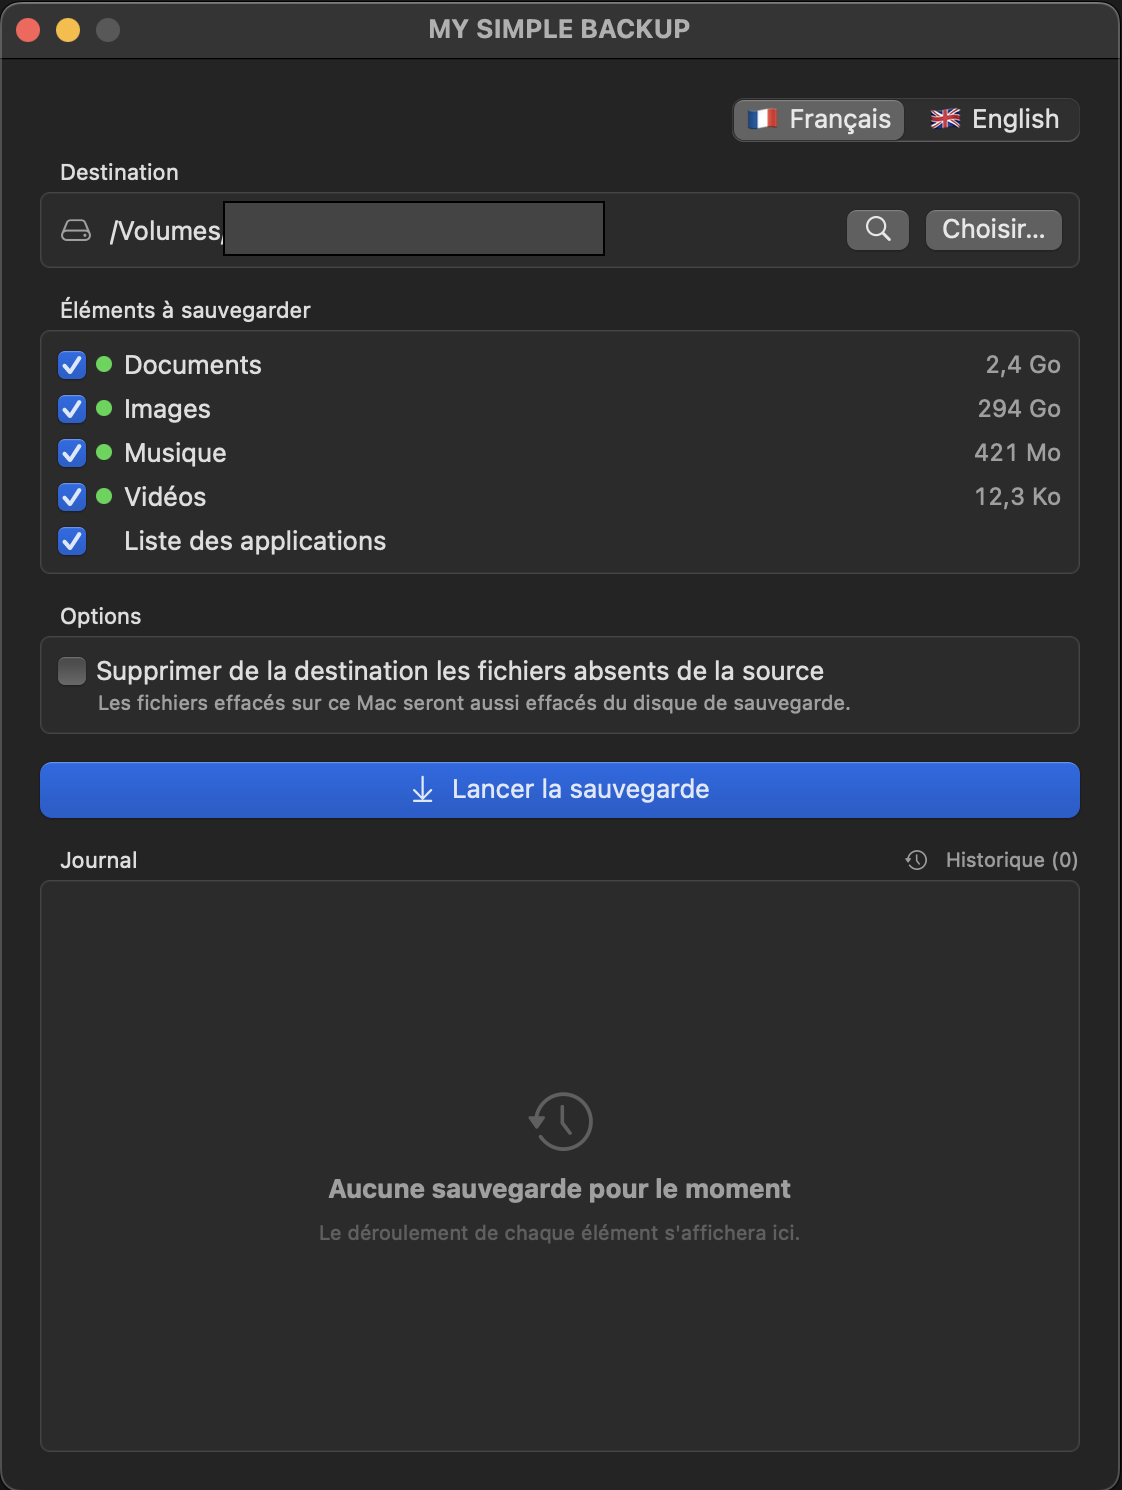 MY SIMPLE BACKUP
Français English
Destination
/Volumes/
Choisir...
Éléments à sauvegarder
Documents 2,4 Go
Images 294 Go
Musique 421 Mo
Vidéos 12,3 Ko
Liste des applications
Options
Supprimer de la destination les fichiers absents de la source
Les fichiers effacés sur ce Mac seront aussi effacés du disque de sauvegarde.
Lancer la sauvegarde
Journal Historique (0)
Aucune sauvegarde pour le moment
Le déroulement de chaque élément s'affichera ici.